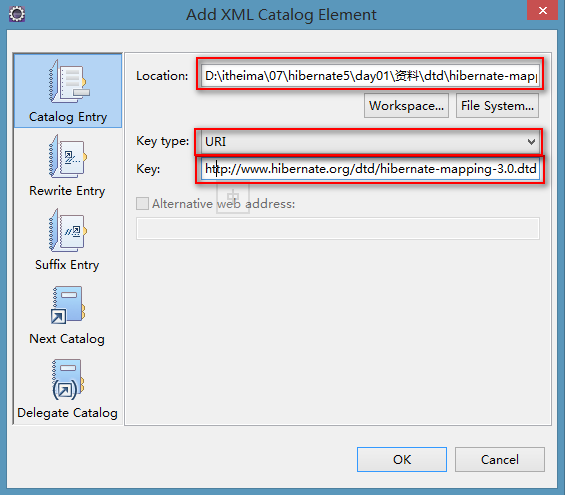 Add XML Catalog Element
Catalog Entry
Rewrite Entry
Suffix Entry
Next Catalog
Delegate Catalog
Location: D:\itheima\07\hibernate5\day01\资料\dtd\hibernate-map
Workspace...
File System...
Key type: URI
Key: http://www.hibernate.org/dtd/hibernate-mapping-3.0.dtd
中
Alternative web address:
OK
Cancel